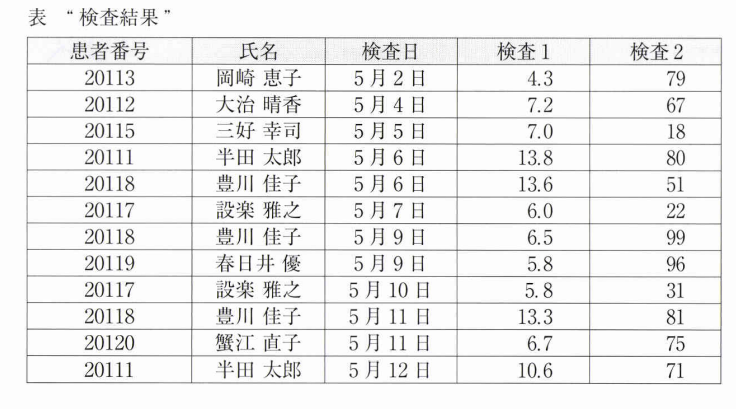 表 “検査結果”
患者番号 氏名 検査日 検査1 検査2
20113 岡崎 恵子 5月2日 4.3 79
20112 大治 晴香 5月4日 7.2 67
20115 三好 幸司 5月5日 7.0 18
20111 半田 太郎 5月6日 13.8 80
20118 豊川 佳子 5月6日 13.6 51
20117 設楽 雅之 5月7日 6.0 22
20118 豊川 佳子 5月9日 6.5 99
20119 春日井 優 5月9日 5.8 96
20117 設楽 雅之 5月10日 5.8 31
20118 豊川 佳子 5月11日 13.3 81
20120 蟹江 直子 5月11日 6.7 75
20111 半田 太郎 5月12日 10.6 71